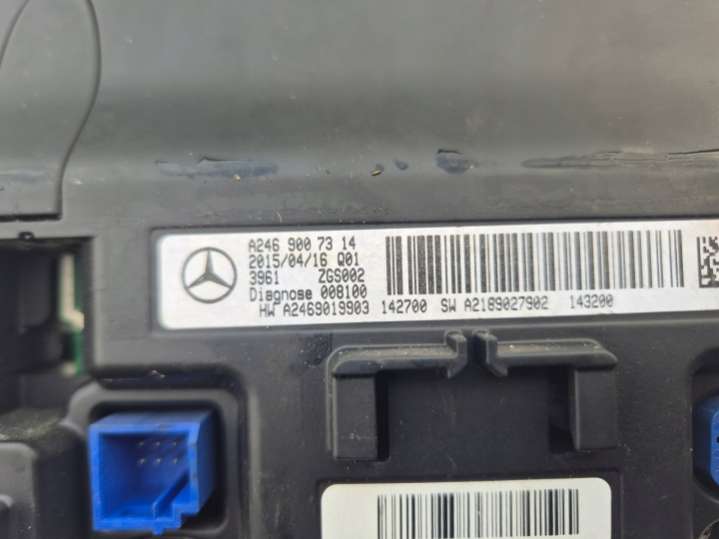 A246 900 73 14
2015/04/16 Q01
3961 ZGS002
Diagnose 008100
HW A2469019903 142700 SW A2189027902 143200